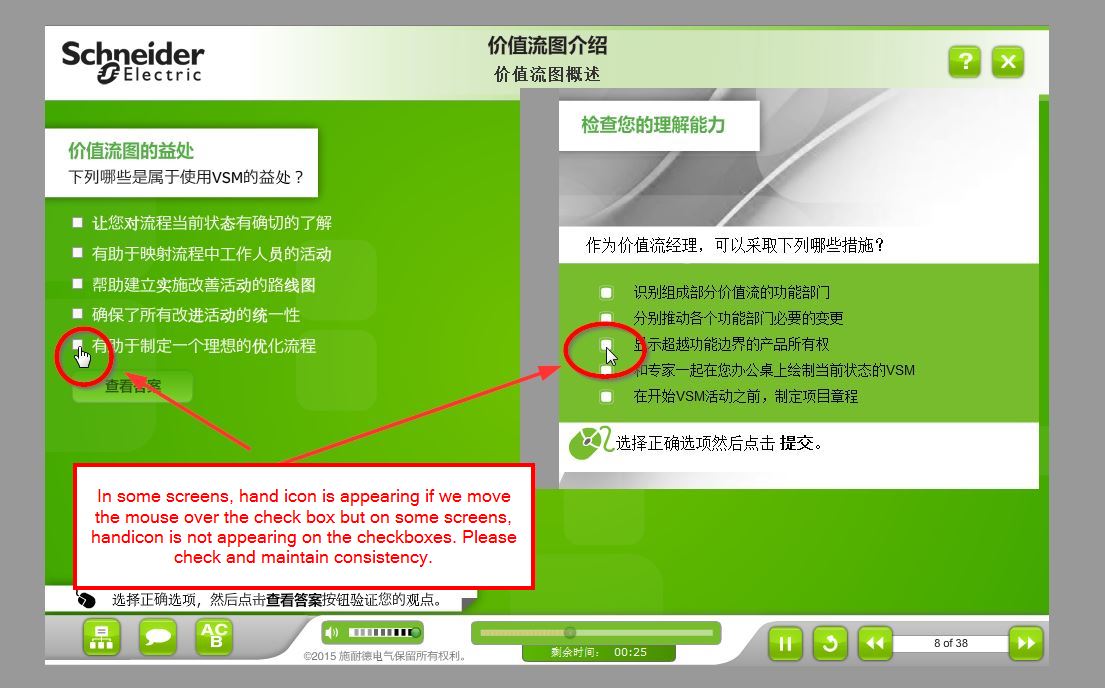 Schneider
Electric
价值流图介绍
价值流图概述
?
X
价值流图的益处
下列哪些是属于使用VSM的益处？
让您对流程当前状态有确切的了解
有助于映射流程中工作人员的活动
帮助建立实施改善活动的路线图
确保了所有改进活动的统一性
有助于制定一个理想的优化流程
查看答案
检查您的理解能力
作为价值流经理，可以采取下列哪些措施？
识别组成部分价值流的功能部门
分别推动各个功能部门必要的变更
显示超越功能边界的产品所有权
和专家一起在您办公桌上绘制当前状态的VSM
在开始VSM活动之前，制定项目章程
选择正确选项然后点击 提交。
In some screens, hand icon is appearing if we move
the mouse over the check box but on some screens,
handicon is not appearing on the checkboxes. Please
check and maintain consistency.
选择正确选项，然后点击查看答案按钮验证您的观点。
AC
B
©2015 施耐德电气保留所有权利。
剩余时间： 00:25
8 of 38